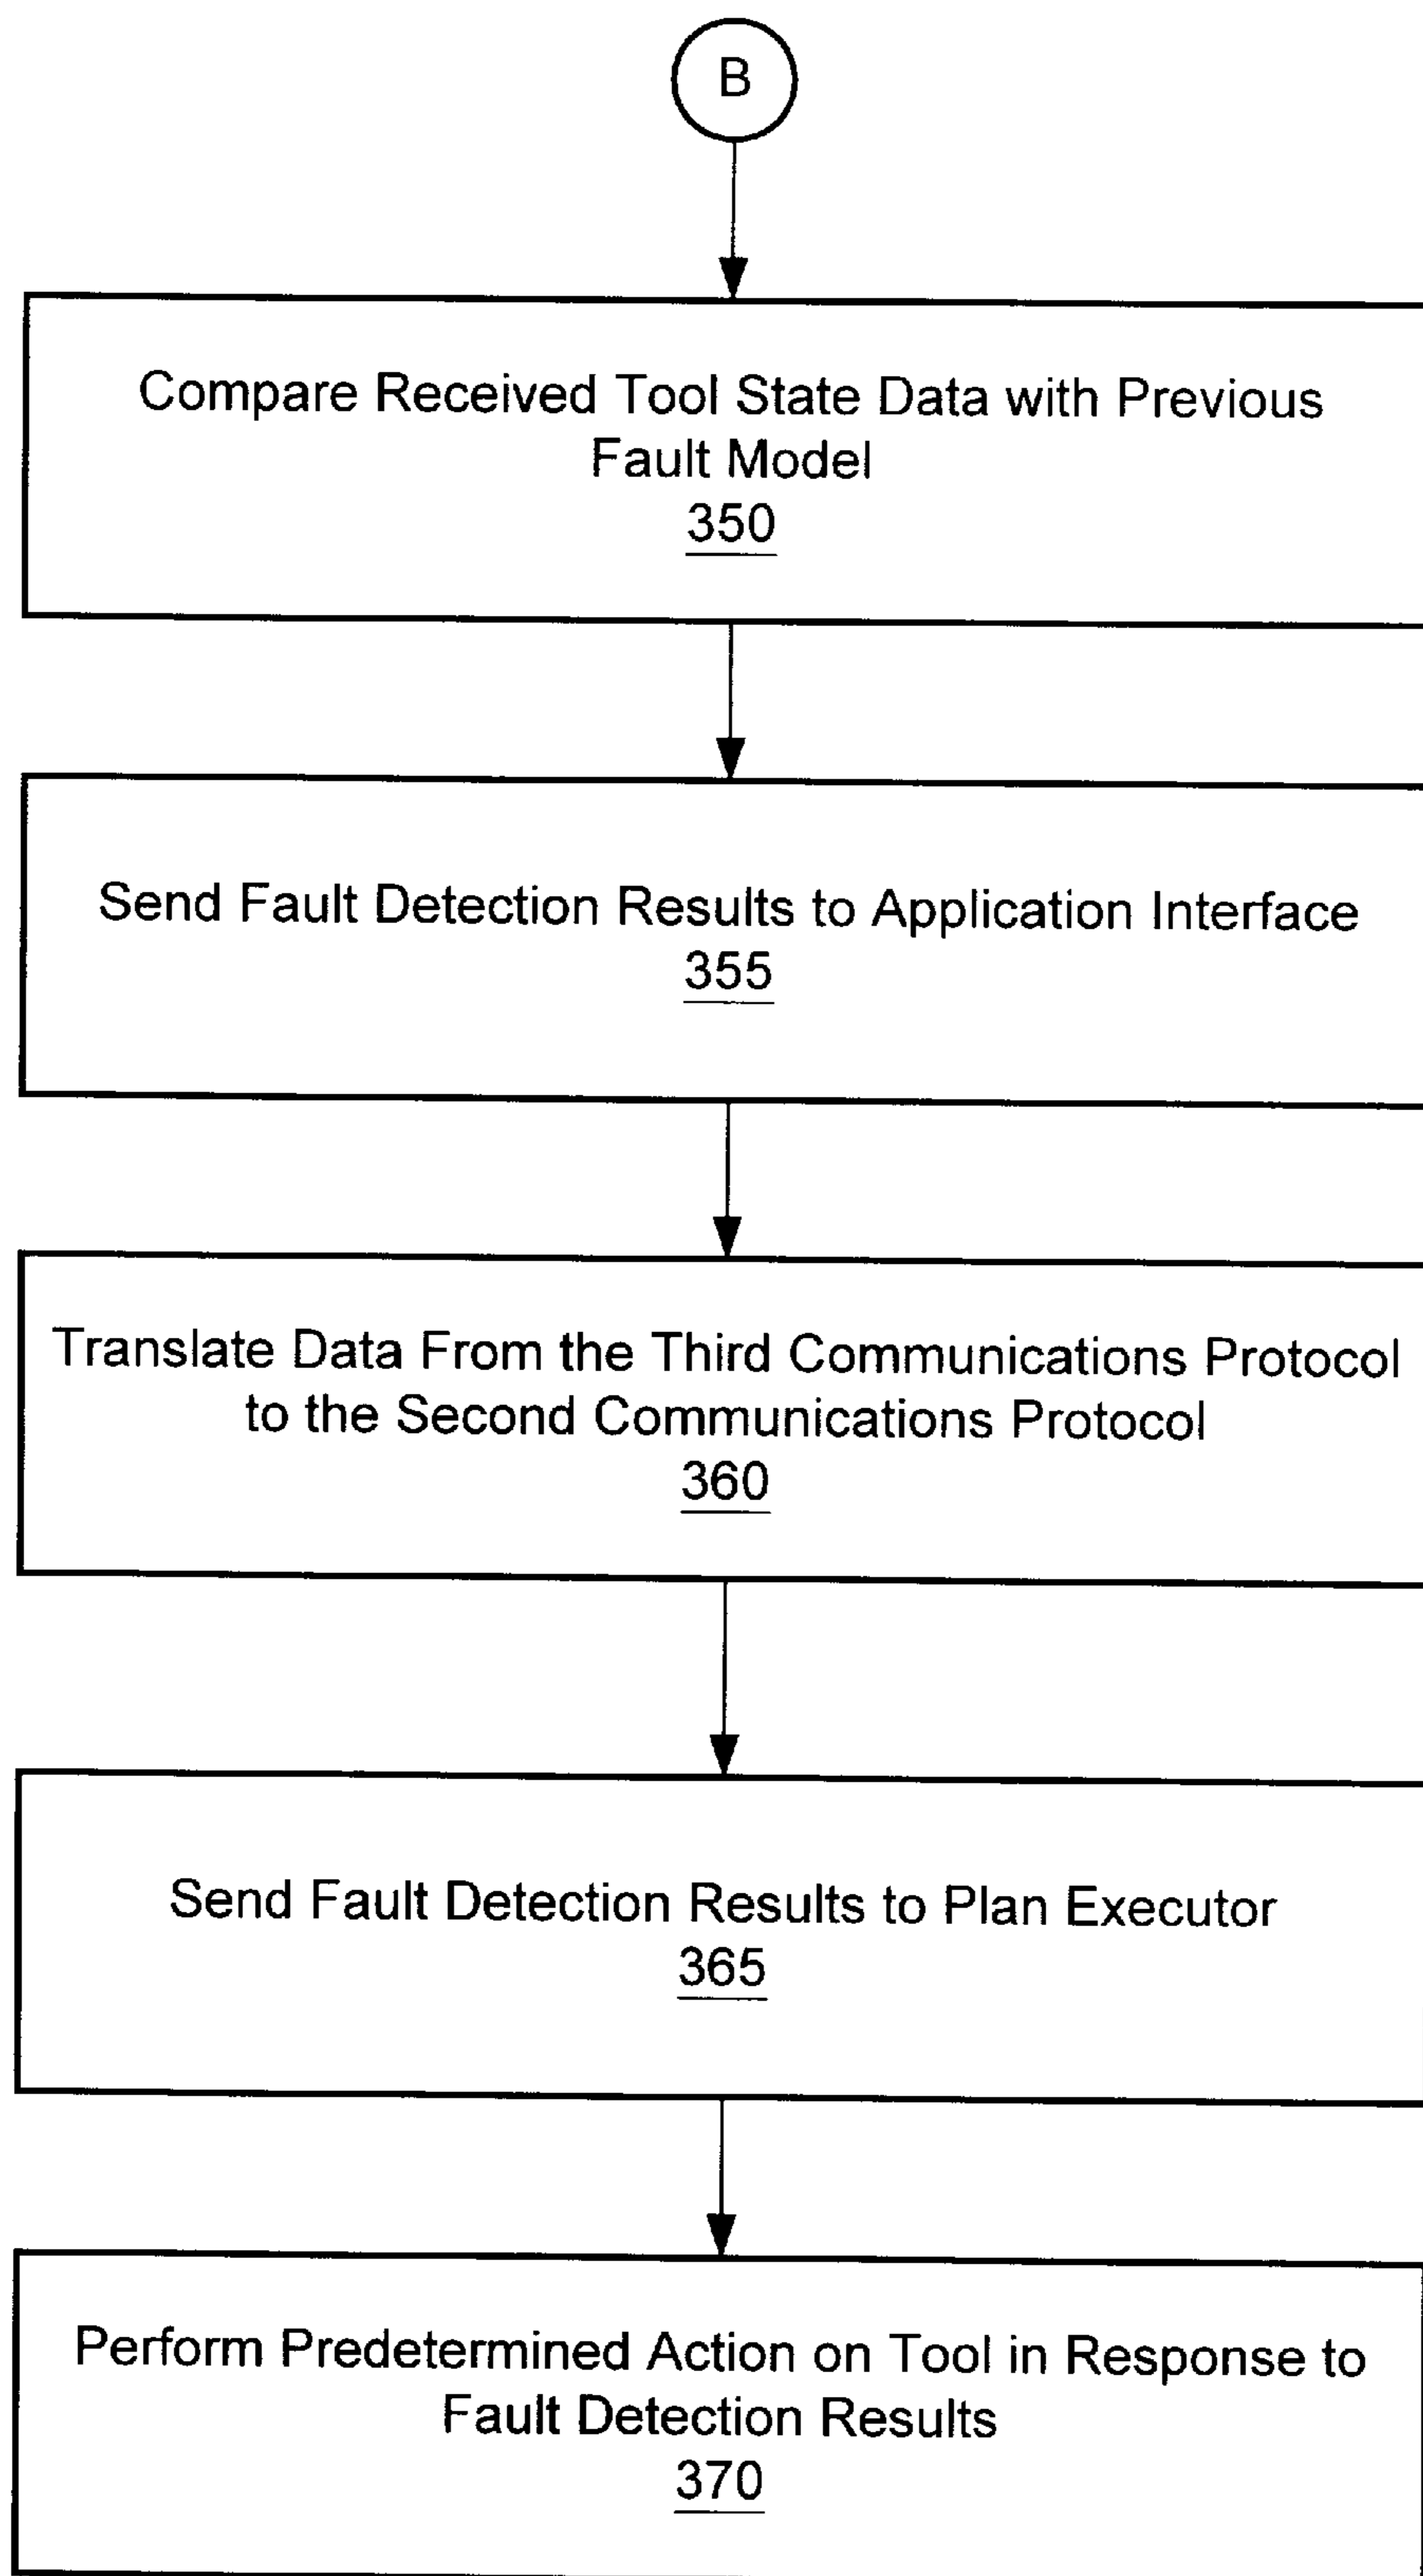 B
Compare Received Tool State Data with Previous
Fault Model
350
Send Fault Detection Results to Application Interface
355
Translate Data From the Third Communications Protocol
to the Second Communications Protocol
360
Send Fault Detection Results to Plan Executor
365
Perform Predetermined Action on Tool in Response to
Fault Detection Results
370